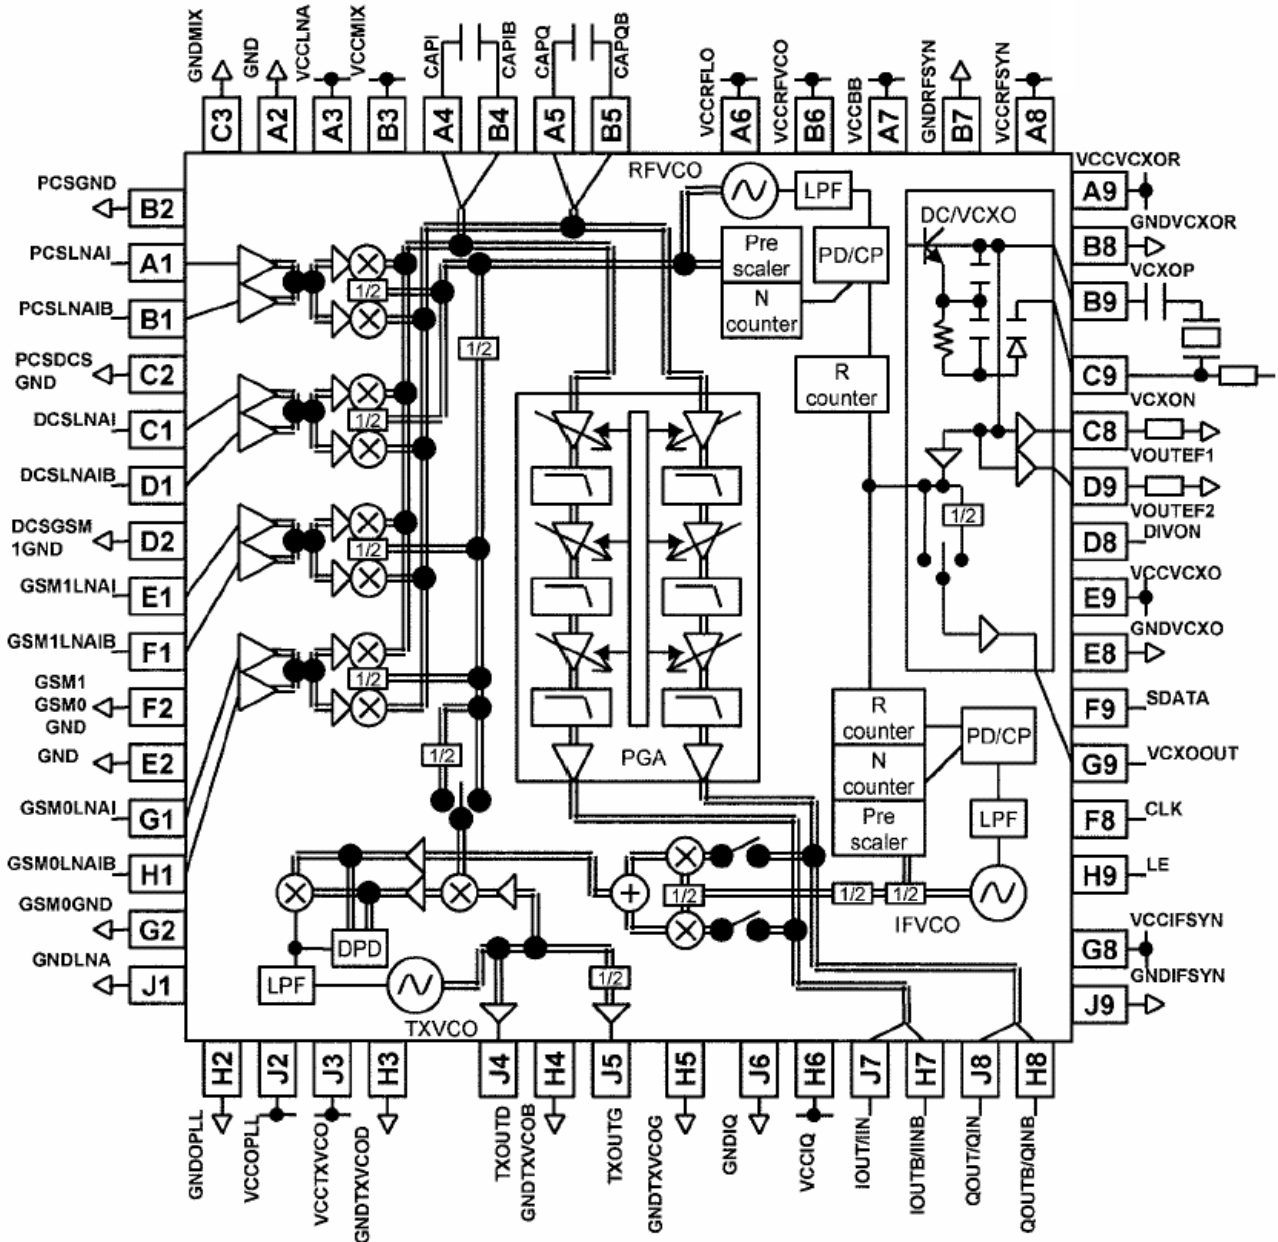 GNDMIX
GND
VCCLNA
VCCMIX
CAPI
CAPIB
CAPQ
CAPQB
VCCRFLO
VCCRFVCO
VCCBB
GNDRFSYN
VCCRFSYN
C3
A2
A3
B3
A4
B4
A5
B5
A6
B6
A7
B7
A8
PCSGND
B2
PCSLNAI
A1
PCSLNAIB
B1
PCSDCS
GND
C2
DCSLNAI
C1
DCSLNAIB
D1
DCSGSM
1GND
D2
GSM1LNAI
E1
GSM1LNAIB
F1
GSM1
GSM0
GND
F2
GND
E2
GSM0LNAI
G1
GSM0LNAIB
H1
GSM0GND
G2
GNDLNA
J1
RFVCO
LPF
Pre
scaler
PD/CP
N
counter
R
counter
1/2
1/2
1/2
1/2
1/2
1/2
PGA
DC/VCXO
1/2
R
counter
PD/CP
N
counter
Pre
scaler
LPF
1/2
1/2
1/2
IFVCO
DPD
LPF
TXVCO
1/2
VCCVCXOR
A9
GNDVCXOR
B8
VCXOP
B9
C9
VCXON
C8
VOUTEF1
D9
VOUTEF2
DIVON
D8
VCCVCXO
E9
GNDVCXO
E8
SDATA
F9
VCXOOUT
G9
CLK
F8
LE
H9
VCCIFSYN
G8
GNDIFSYN
J9
H2
J2
J3
H3
J4
H4
J5
H5
J6
H6
J7
H7
J8
H8
GNDOPLL
VCCOPLL
VCCTXVCO
GNDTXVCOD
TXOUTD
GNDTXVCOB
TXOUTG
GNDTXVCOG
GNDIQ
VCCIQ
IOUT/IIN
IOUTB/IINB
QOUT/QIN
QOUTB/QINB